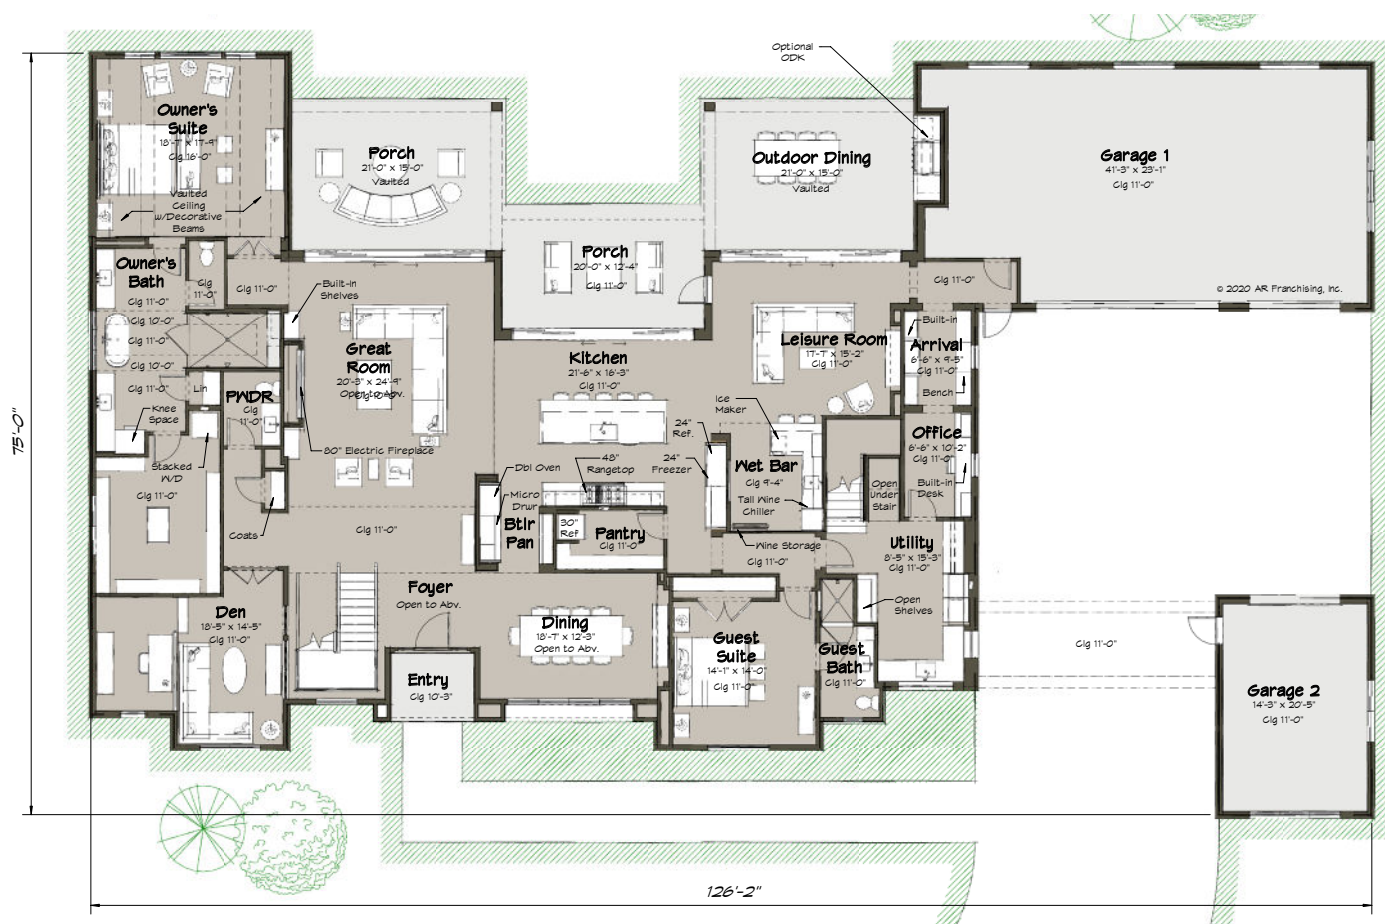 Optional
ODK
Owner's
Suite
18'-7" x 17'-9"
Clg 16'-0"
Vaulted
Ceiling
w/Decorative
Beams
Porch
21'-0" x 15'-0"
Vaulted
Outdoor Dining
21'-0" x 15'-0"
Vaulted
Garage 1
41'-3" x 23'-1"
Clg 11'-0"
© 2020 AR Franchising, Inc.
Porch
20'-0" x 12'-4"
Clg 11'-0"
Owner's
Bath
Clg 11'-0"
Clg 10'-0"
Clg 11'-0"
Clg 10'-0"
Clg 11'-0"
Clg
11'-0"
Clg 11'-0"
Built-In
Shelves
Lin
Knee
Space
Stacked
W/D
Clg 11'-0"
PWDR
Clg
11'-0"
Great
Room
20'-3" x 24'-9"
Open to Abv.
80" Electric Fireplace
Coats
Clg 11'-0"
Kitchen
21'-6" x 16'-3"
Clg 11'-0"
Dbl Oven
Micro
Drwr
48"
Rangetop
24"
Ref.
24"
Freezer
Btlr
Pan
30"
Ref
Pantry
Clg 11'-0
Leisure Room
17'-7" x 15'-2"
Clg 11'-0"
Ice
Maker
Wet Bar
Clg 9'-4"
Tall Wine
Chiller
Wine Storage
Clg 11'-0"
Clg 11'-0"
Built-in
Arrival
6'-6" x 9'-5"
Clg 11'-0"
Bench
Office
6'-6" x 10'-2"
Clg 11'-0"
Built-in
Desk
Open
Under
Stair
Utility
8'-5" x 15'-3"
Clg 11'-0"
Open
Shelves
Den
18'-5" x 14'-5"
Clg 11'-0"
Foyer
Open to Abv.
Entry
Clg 10'-3"
Dining
18'-7" x 12'-3"
Open to Abv.
Guest
Suite
14'-1" x 14'-0"
Clg 11'-0"
Guest
Bath
Clg 11'-0"
Clg 11'-0"
Garage 2
14'-3" x 20'-5"
Clg 11'-0"
75'-0"
126'-2"